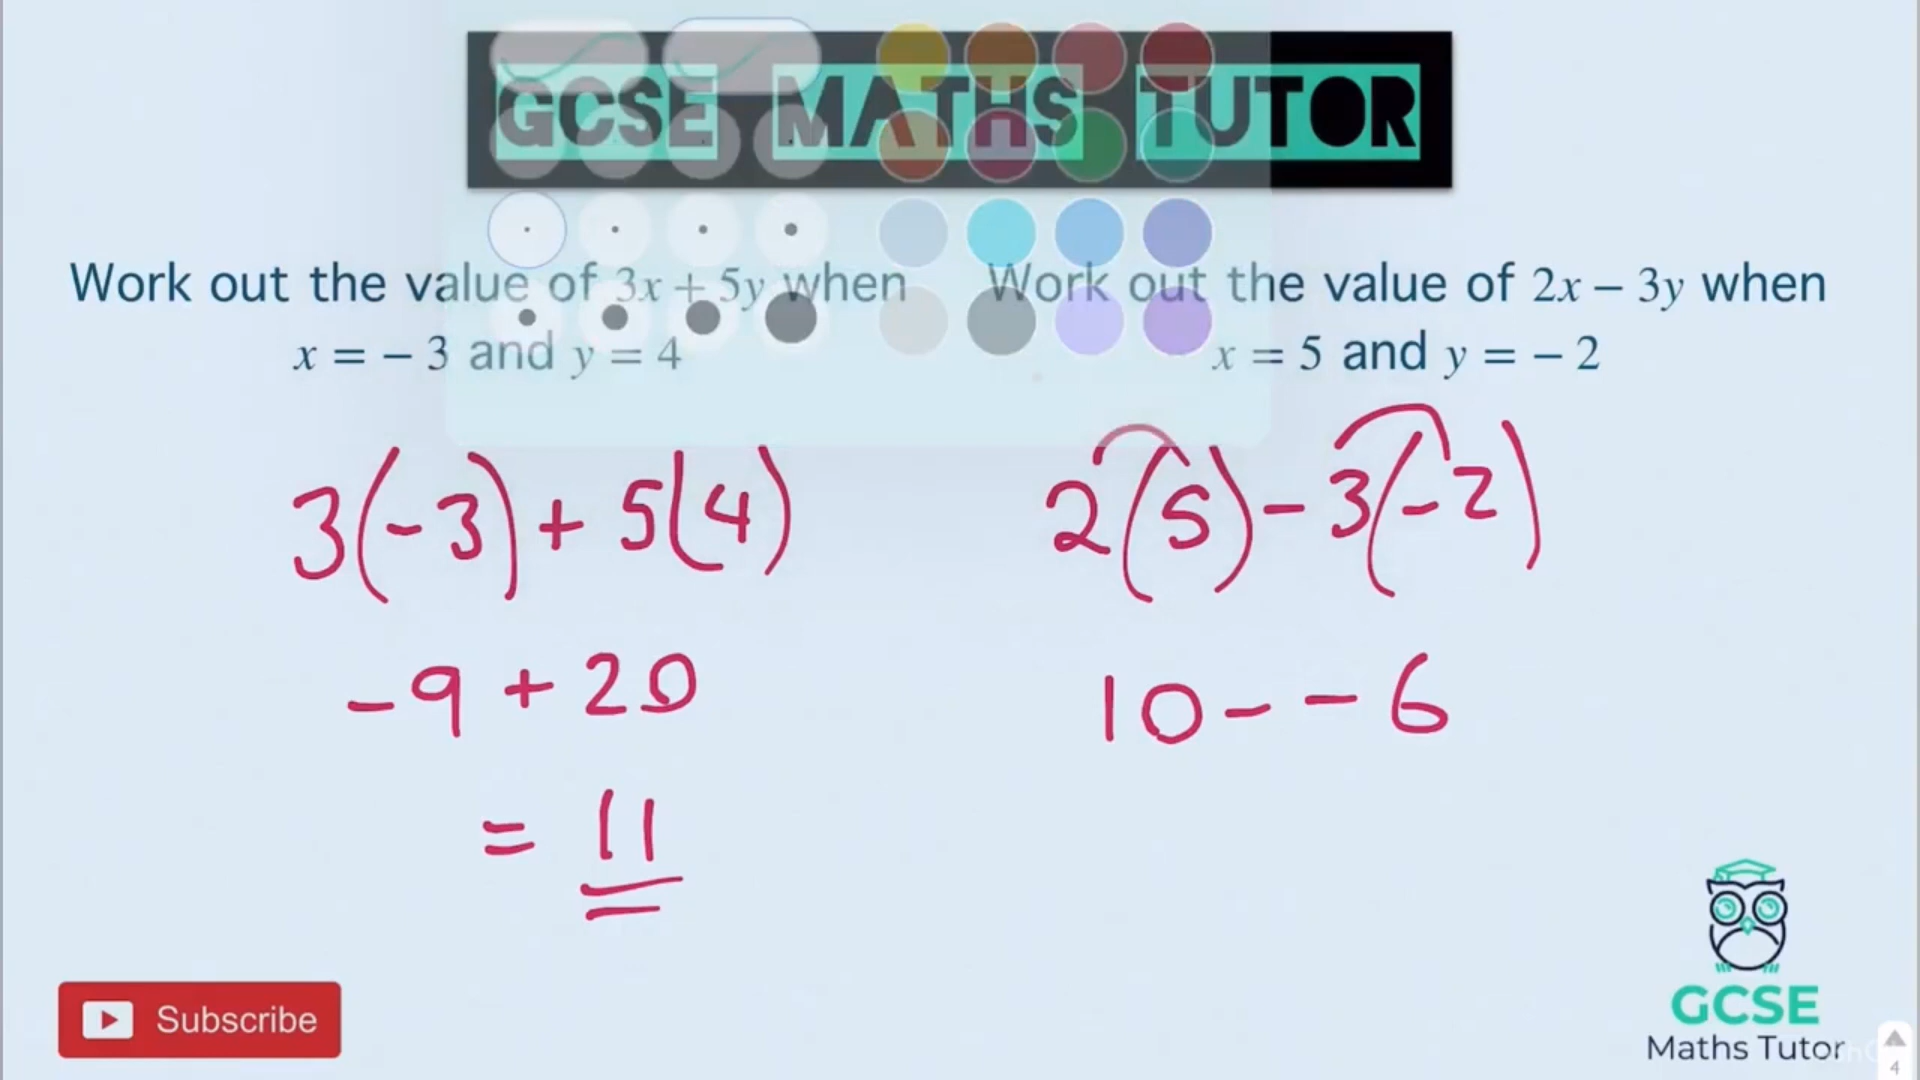 GCSE MATHS TUTOR
Work out the value of 3x + 5y when
x = − 3 and y = 4
3(-3) + 5(4)
-9 + 20
= 11
Work out the value of 2x − 3y when
x = 5 and y = − 2
2(5) - 3(-2)
10 - - 6
Subscribe
GCSE
Maths Tutor
4